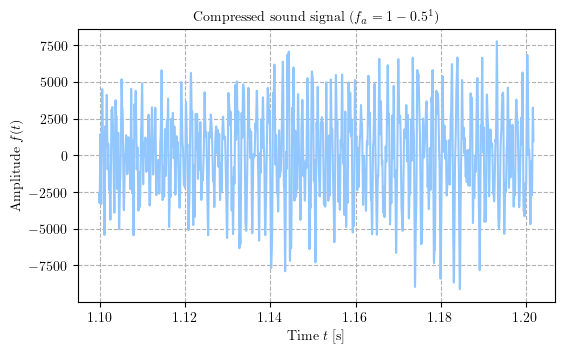 Compressed sound signal (f_a = 1 − 0.5^1)
Amplitude f(t)
7500
5000
2500
0
−2500
−5000
−7500
1.10 1.12 1.14 1.16 1.18 1.20
Time t [s]